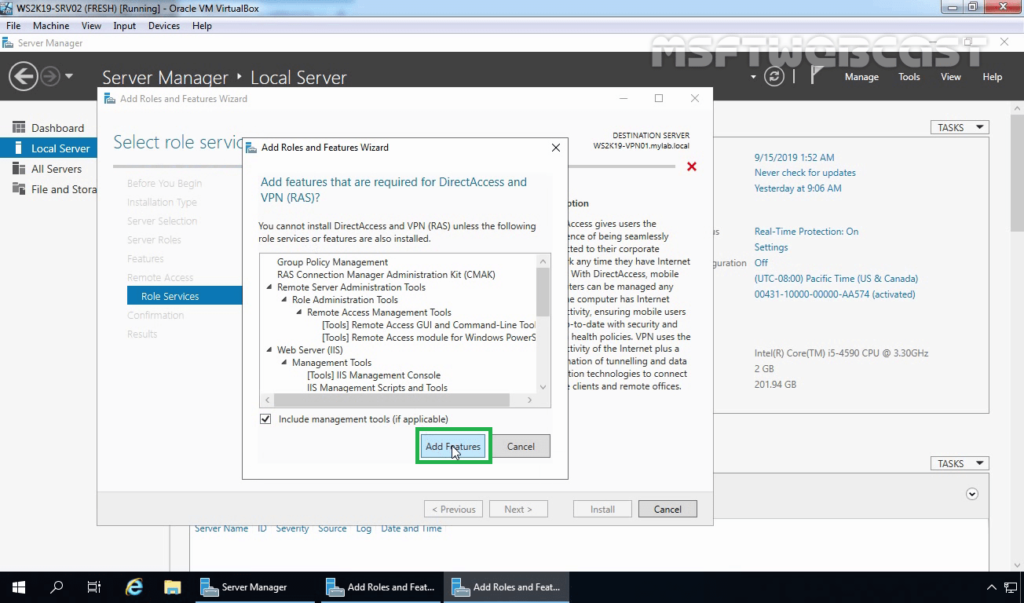 WS2K19-SRV02 (FRESH) [Running] - Oracle VM VirtualBox
File Machine View Input Devices Help
Server Manager
MSFTWEBCAST
Server Manager • Local Server
Manage Tools View Help
Add Roles and Features Wizard
Dashboard
Local Server
All Servers
File and Stora
Select role servic
DESTINATION SERVER
WS2K19-VPN01.mylab.local
Before You Begin
Installation Type
Server Selection
Server Roles
Features
Remote Access
Role Services
Confirmation
Results
Add Roles and Features Wizard
Add features that are required for DirectAccess and
VPN (RAS)?
You cannot install DirectAccess and VPN (RAS) unless the following
role services or features are also installed.
Group Policy Management
RAS Connection Manager Administration Kit (CMAK)
Remote Server Administration Tools
Role Administration Tools
Remote Access Management Tools
[Tools] Remote Access GUI and Command-Line Too
[Tools] Remote Access module for Windows PowerS
Web Server (IIS)
Management Tools
[Tools] IIS Management Console
IIS Management Scripts and Tools
Include management tools (if applicable)
Add Features Cancel
ption
ccess gives users the
ence of being seamlessly
cted to their corporate
k any time they have Internet
With DirectAccess, mobile
ters can be managed any
e computer has Internet
tivity, ensuring mobile users
o-to-date with security and
health policies. VPN uses the
tivity of the Internet plus a
nation of tunnelling and data
tion technologies to connect
e clients and remote offices.
< Previous Next > Install Cancel
TASKS
9/15/2019 1:52 AM
Never check for updates
Yesterday at 9:06 AM
us Real-Time Protection: On
Settings
guration Off
(UTC-08:00) Pacific Time (US & Canada)
00431-10000-00000-AA574 (activated)
Intel(R) Core(TM) i5-4590 CPU @ 3.30GHz
2 GB
201.94 GB
TASKS
Server Name ID Severity Source Log Date and Time
Server Manager Add Roles and Feat... Add Roles and Feat...